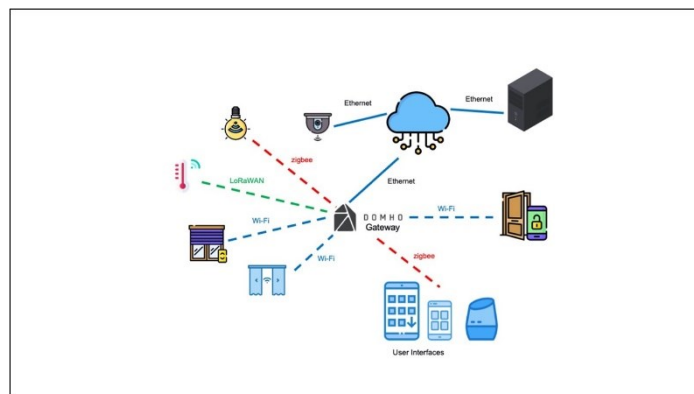 Ethernet
Ethernet
zigbee
LoRaWAN
Ethernet
Wi-Fi
DOMHO
Gateway
Wi-Fi
Wi-Fi
zigbee
User Interfaces